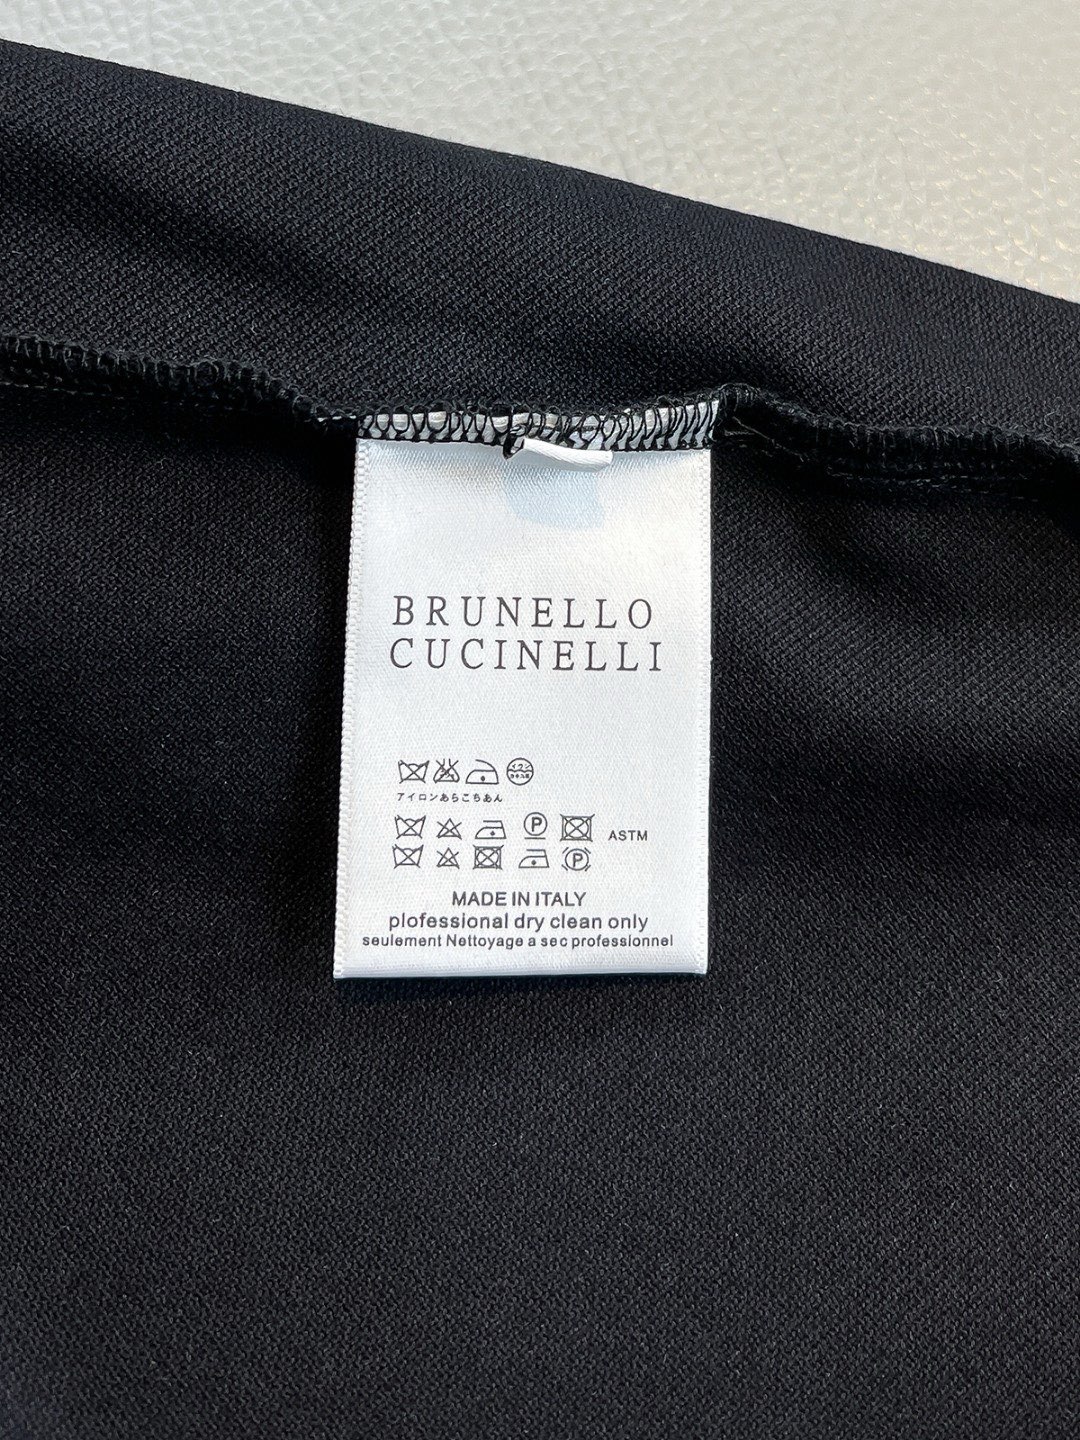 BRUNELLO
CUCINELLI
アイロンあらこちあん
P
ASTM
P
MADE IN ITALY
plofessional dry clean only
seulement Nettoyage a sec professionnel